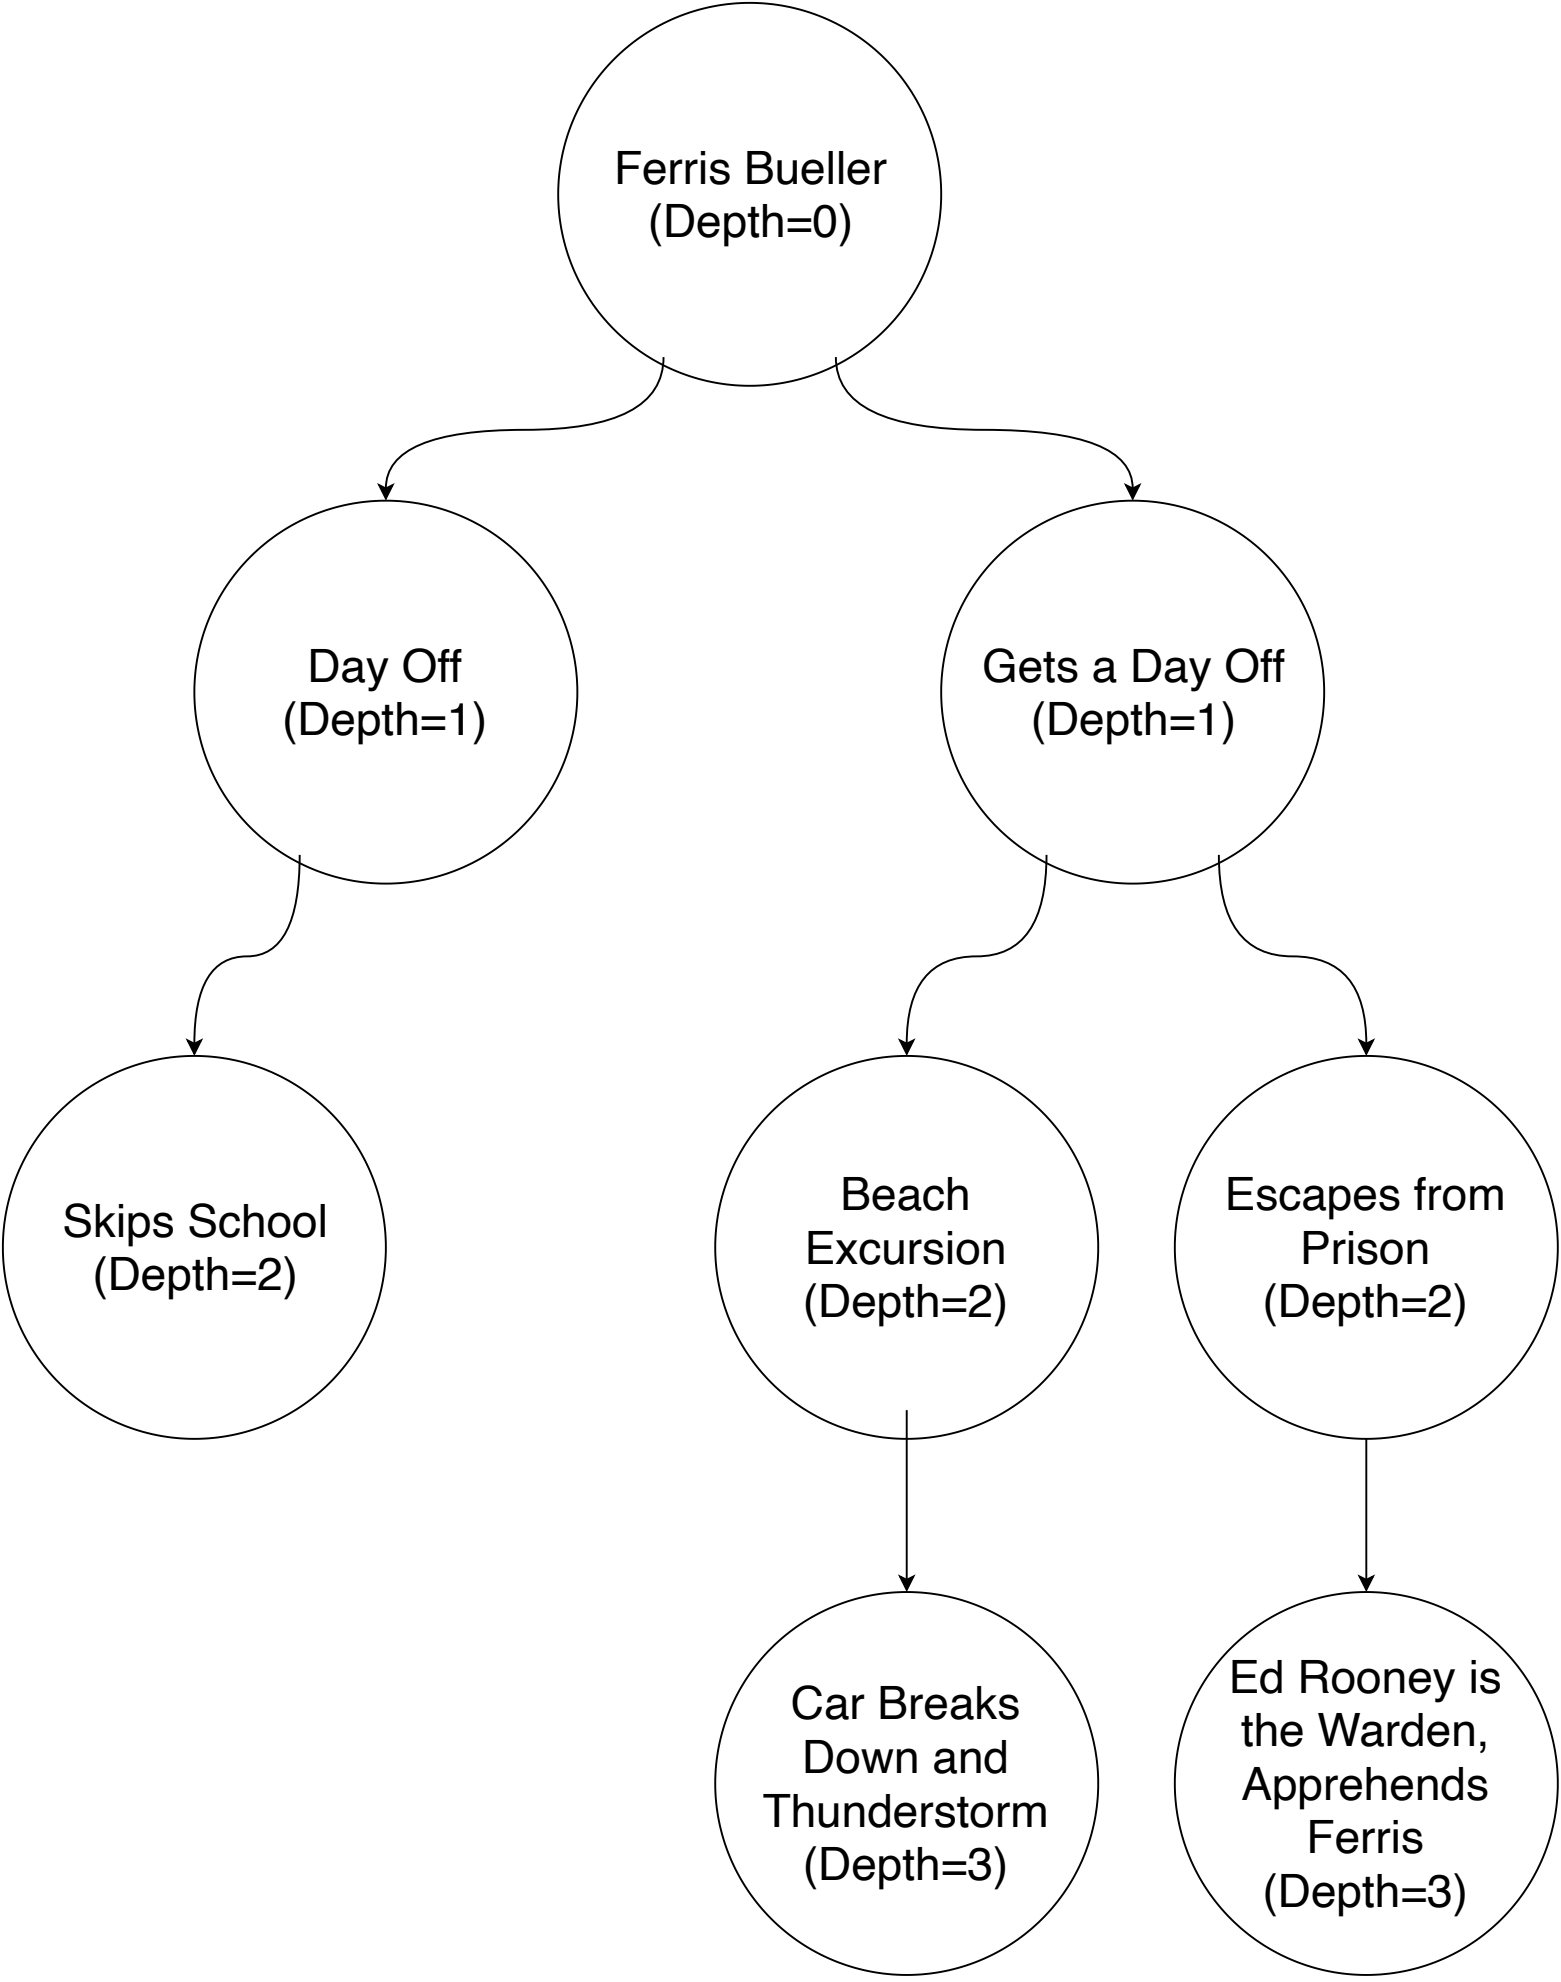 Ferris Bueller
(Depth=0)
Day Off
(Depth=1)
Gets a Day Off
(Depth=1)
Skips School
(Depth=2)
Beach
Excursion
(Depth=2)
Escapes from
Prison
(Depth=2)
Car Breaks
Down and
Thunderstorm
(Depth=3)
Ed Rooney is
the Warden,
Apprehends
Ferris
(Depth=3)